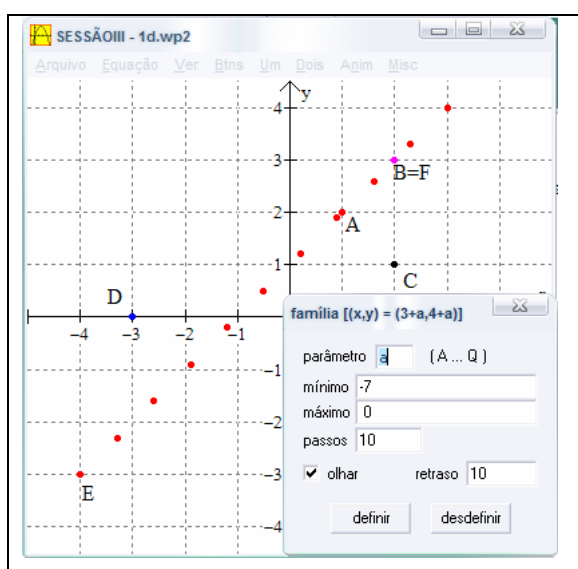 SESSÃOIII - 1d.wp2
Arquivo Equação Ver Btns Um Dois Anim Misc
y
4
3
B=F
2
A
1
C
D
-4 -3 -2 -1
família [(x,y) = (3+a,4+a)]
parâmetro a ( A ... Q )
mínimo -7
máximo 0
passos 10
olhar retraso 10
definir desdefinir
-1
-2
-3
E
-4